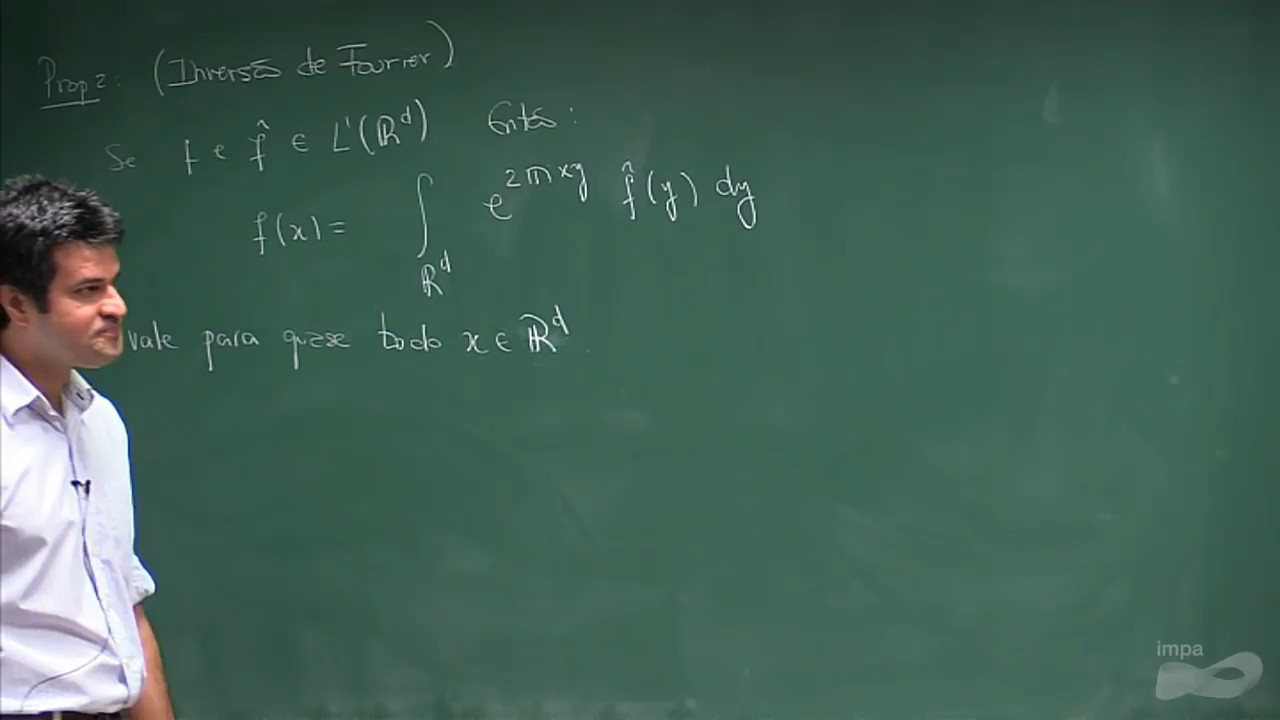 Prop 2: (Inversão de Fourier)
Se f e f̂ ∈ L¹(ℝᵈ) Então:
f(x) = ∫_{ℝᵈ} e^{2πixy} f̂(y) dy
vale para quase todo x ∈ ℝᵈ.
impa